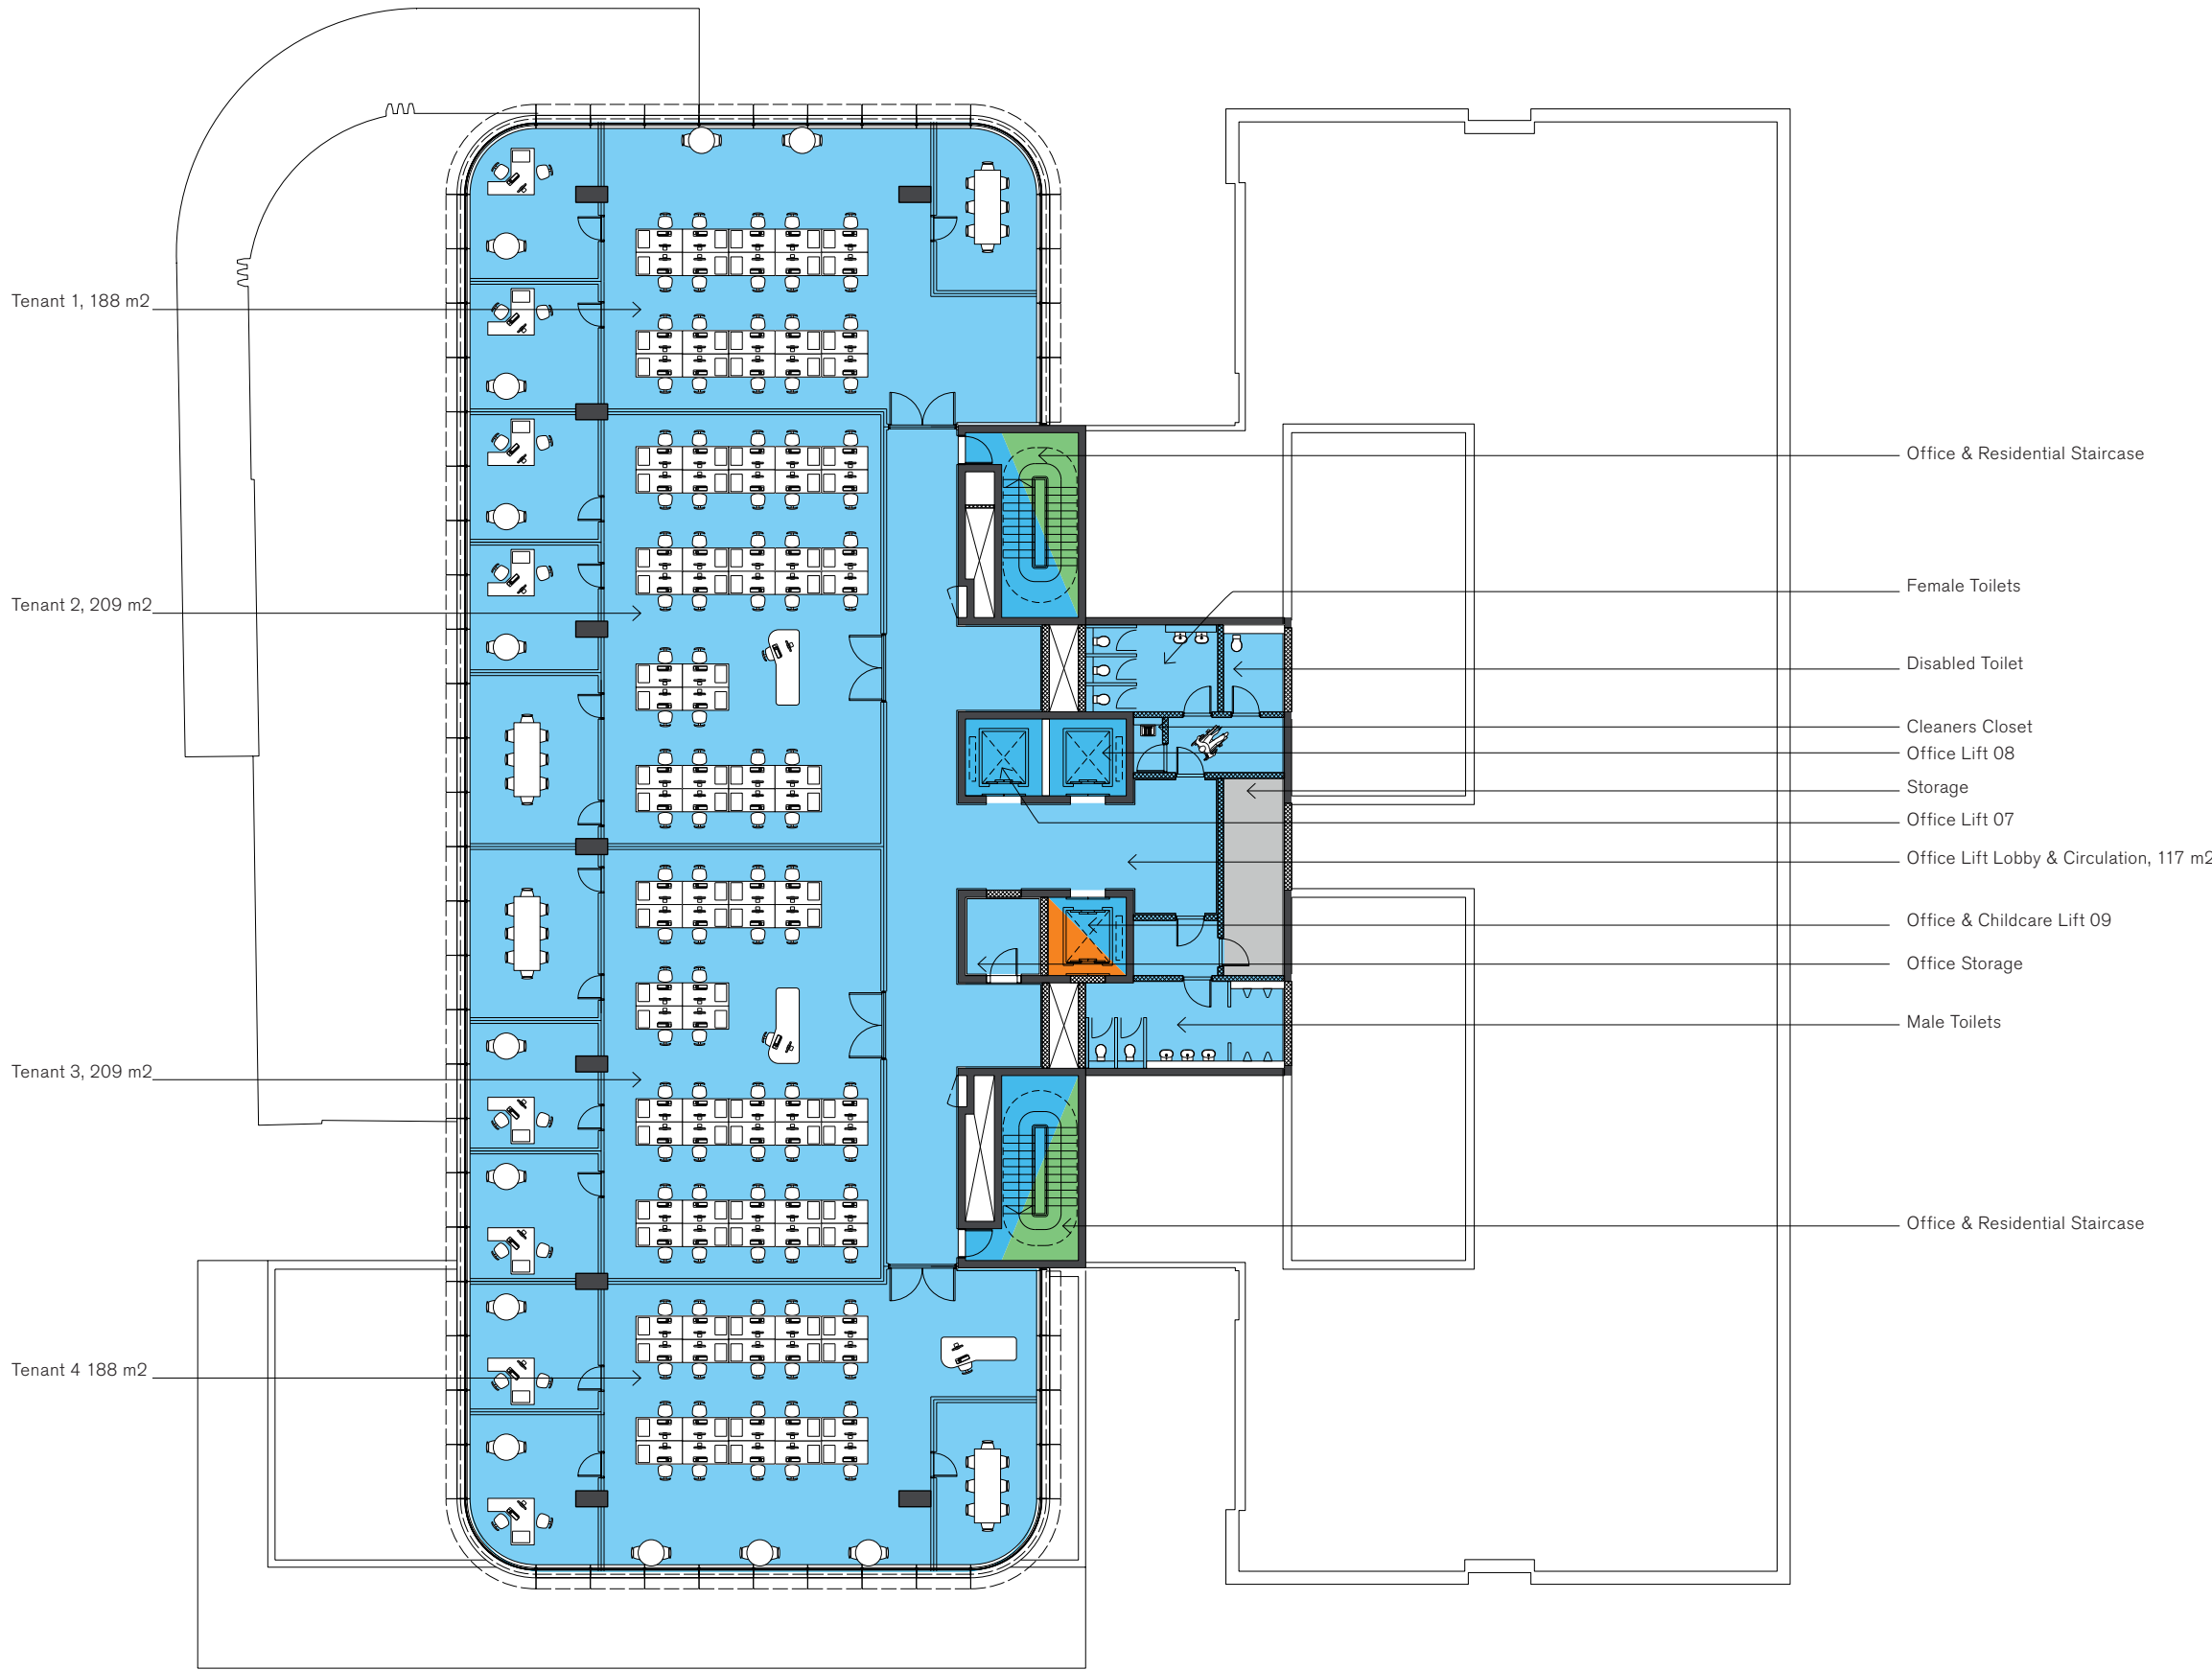 Tenant 1, 188 m2
Office & Residential Staircase
Female Toilets
Tenant 2, 209 m2
Disabled Toilet
Cleaners Closet
Office Lift 08
Storage
Office Lift 07
Office Lift Lobby & Circulation, 117 m2
Office & Childcare Lift 09
Office Storage
Male Toilets
Tenant 3, 209 m2
Office & Residential Staircase
Tenant 4 188 m2